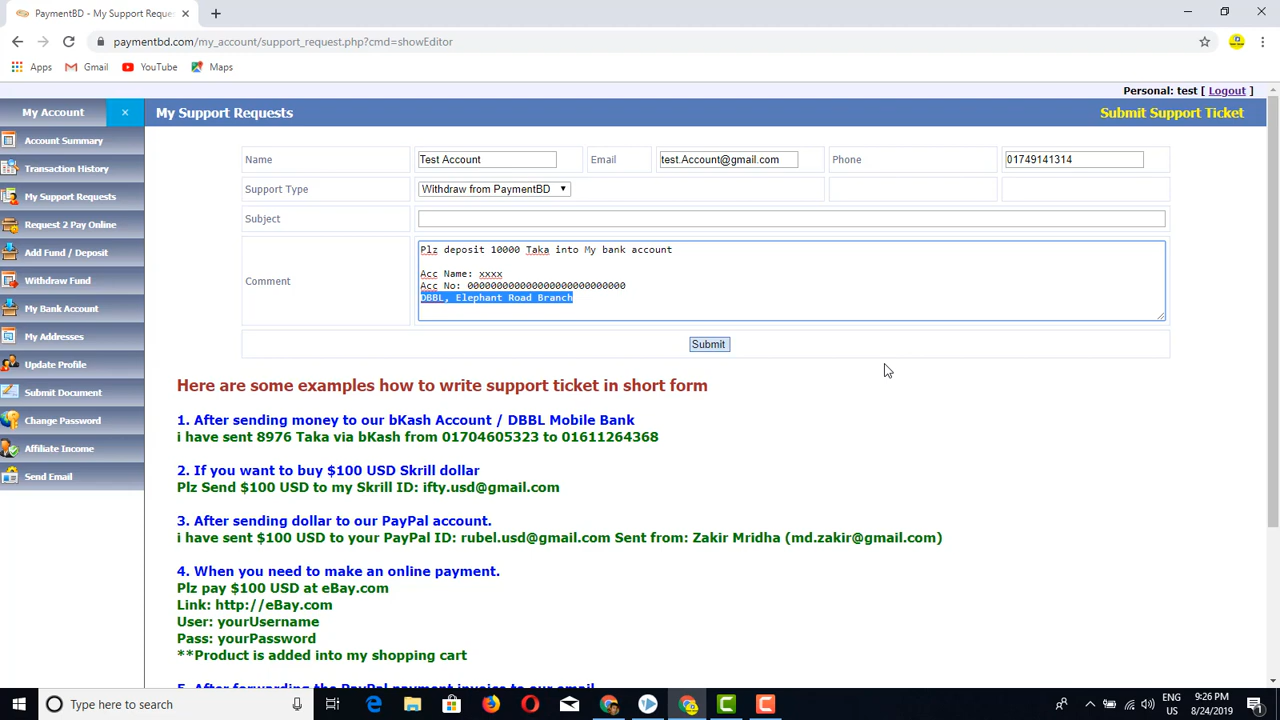 PaymentBD - My Support Reque:
paymentbd.com/my_account/support_request.php?cmd=showEditor
Apps Gmail YouTube Maps
Personal: test [ Logout ]
My Account ×
My Support Requests Submit Support Ticket
Account Summary
Transaction History
My Support Requests
Request 2 Pay Online
Add Fund / Deposit
Withdraw Fund
My Bank Account
My Addresses
Update Profile
Submit Document
Change Password
Affiliate Income
Send Email
Name Test Account Email test.Account@gmail.com Phone 01749141314
Support Type Withdraw from PaymentBD
Subject
Comment
Plz deposit 10000 Taka into My bank account
Acc Name: xxxx
Acc No: 000000000000000000000000000
DBBL, Elephant Road Branch
Submit
Here are some examples how to write support ticket in short form
1. After sending money to our bKash Account / DBBL Mobile Bank
i have sent 8976 Taka via bKash from 01704605323 to 01611264368
2. If you want to buy $100 USD Skrill dollar
Plz Send $100 USD to my Skrill ID: ifty.usd@gmail.com
3. After sending dollar to our PayPal account.
i have sent $100 USD to your PayPal ID: rubel.usd@gmail.com Sent from: Zakir Mridha (md.zakir@gmail.com)
4. When you need to make an online payment.
Plz pay $100 USD at eBay.com
Link: http://eBay.com
User: yourUsername
Pass: yourPassword
**Product is added into my shopping cart
5. After forwarding the PayPal payment invoice to our email
Type here to search
ENG
US
9:26 PM
8/24/2019
1